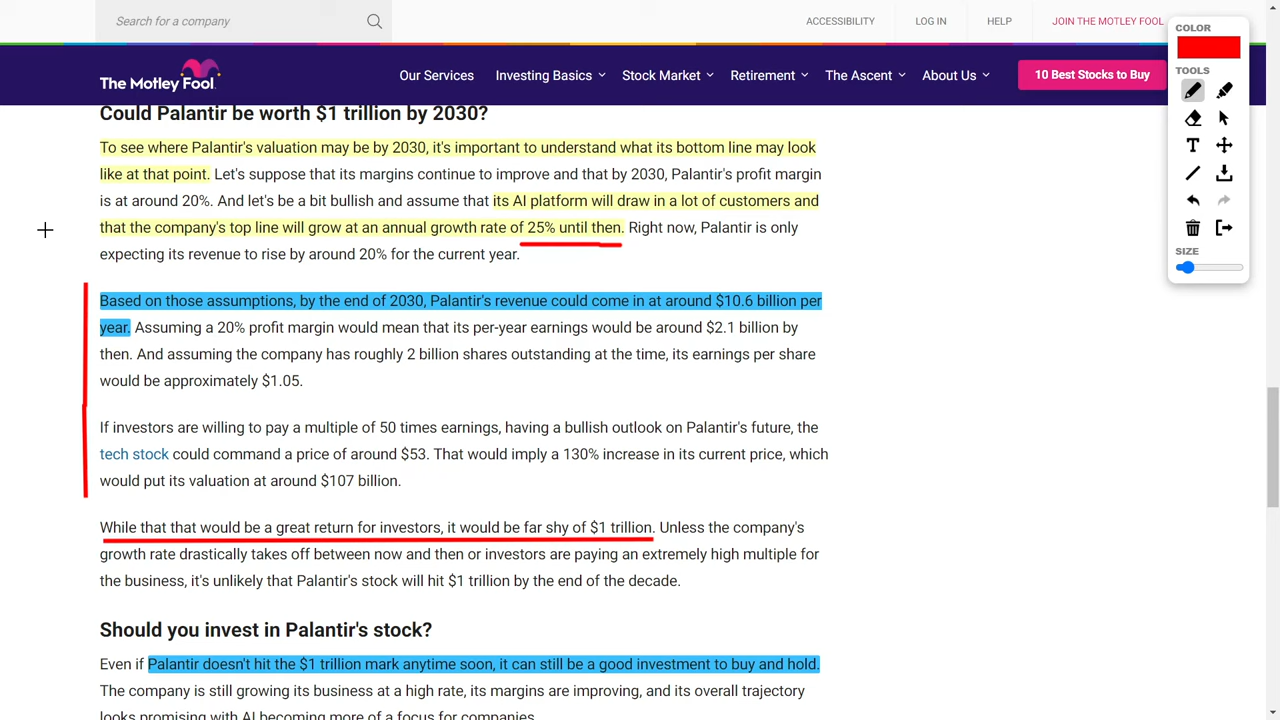 Search for a company
ACCESSIBILITY
LOG IN
HELP
JOIN THE MOTLEY FOOL
COLOR
TOOLS
T
SIZE
The Motley Fool.
Our Services
Investing Basics
Stock Market
Retirement
The Ascent
About Us
10 Best Stocks to Buy
Could Palantir be worth $1 trillion by 2030?
To see where Palantir's valuation may be by 2030, it's important to understand what its bottom line may look
like at that point. Let's suppose that its margins continue to improve and that by 2030, Palantir's profit margin
is at around 20%. And let's be a bit bullish and assume that its AI platform will draw in a lot of customers and
that the company's top line will grow at an annual growth rate of 25% until then. Right now, Palantir is only
expecting its revenue to rise by around 20% for the current year.
Based on those assumptions, by the end of 2030, Palantir's revenue could come in at around $10.6 billion per
year. Assuming a 20% profit margin would mean that its per-year earnings would be around $2.1 billion by
then. And assuming the company has roughly 2 billion shares outstanding at the time, its earnings per share
would be approximately $1.05.
If investors are willing to pay a multiple of 50 times earnings, having a bullish outlook on Palantir's future, the
tech stock could command a price of around $53. That would imply a 130% increase in its current price, which
would put its valuation at around $107 billion.
While that that would be a great return for investors, it would be far shy of $1 trillion. Unless the company's
growth rate drastically takes off between now and then or investors are paying an extremely high multiple for
the business, it's unlikely that Palantir's stock will hit $1 trillion by the end of the decade.
Should you invest in Palantir's stock?
Even if Palantir doesn't hit the $1 trillion mark anytime soon, it can still be a good investment to buy and hold.
The company is still growing its business at a high rate, its margins are improving, and its overall trajectory
looks promising with AI becoming more of a focus for companies.